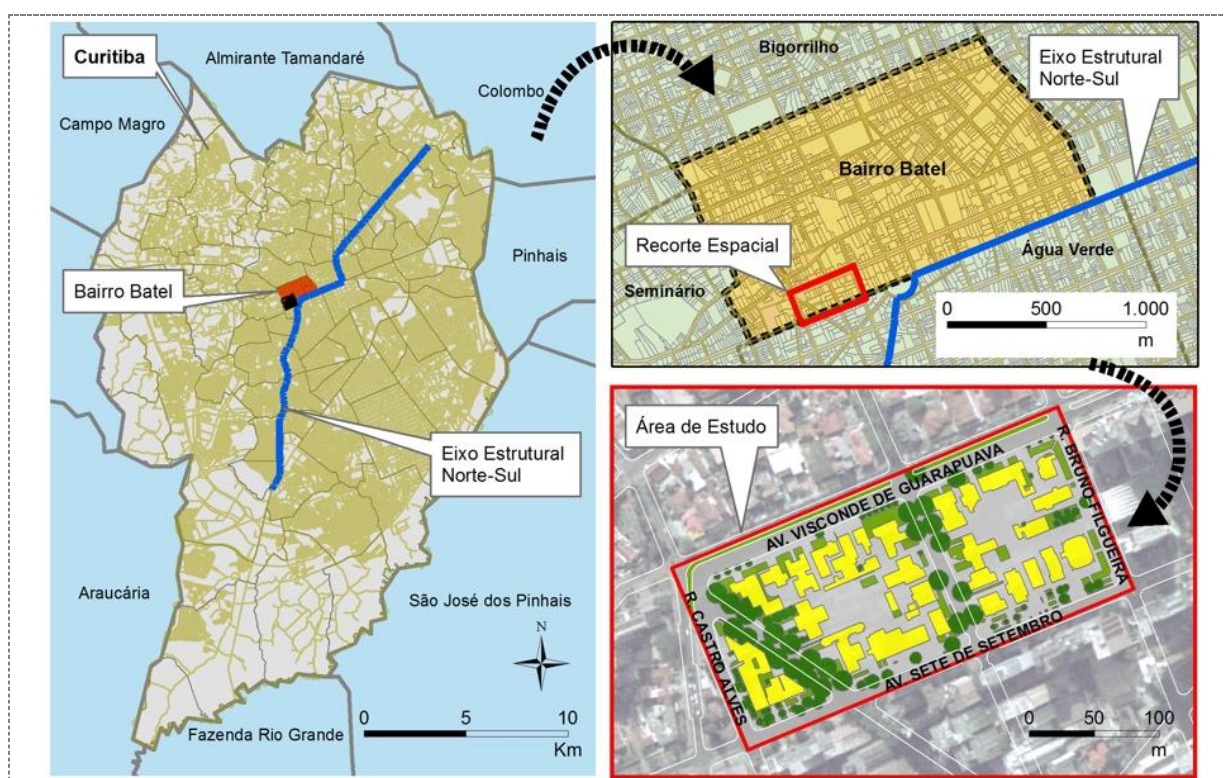 Curitiba
Almirante Tamandaré
Colombo
Campo Magro
Pinhais
Bairro Batel
Eixo Estrutural
Norte-Sul
Araucária
São José dos Pinhais
N
0 5 10
Km
Fazenda Rio Grande
Bigorrilho
Eixo Estrutural
Norte-Sul
Bairro Batel
Recorte Espacial
Água Verde
Seminário
0 500 1.000
m
Área de Estudo
AV. VISCONDE DE GUARAPUAVA
R. BRUNO FILGUEIRA
R. CASTRO ALVES
AV. SETE DE SETEMBRO
0 50 100
m